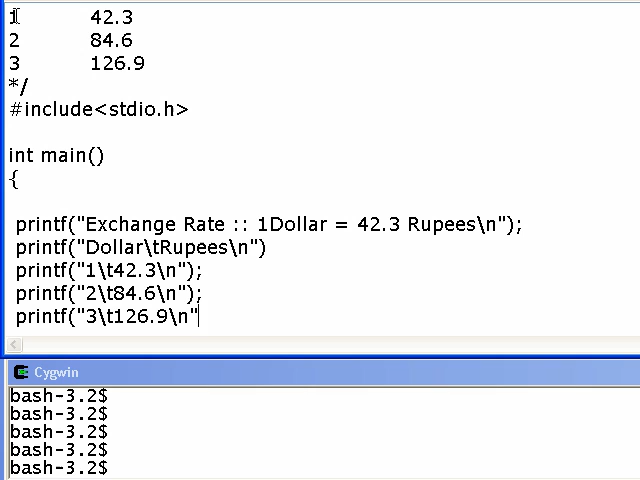 1 42.3
2 84.6
3 126.9
*/
#include<stdio.h>
int main()
{
printf("Exchange Rate :: 1Dollar = 42.3 Rupees\n");
printf("Dollar\tRupees\n")
printf("1\t42.3\n");
printf("2\t84.6\n");
printf("3\t126.9\n"
Cygwin
bash-3.2$
bash-3.2$
bash-3.2$
bash-3.2$
bash-3.2$